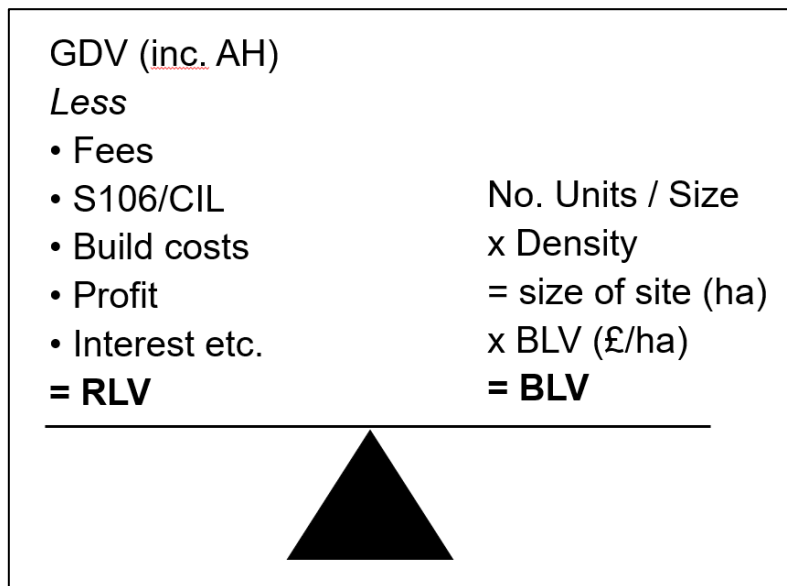 GDV (inc. AH)
Less
• Fees
• S106/CIL
• Build costs
• Profit
• Interest etc.
= RLV
No. Units / Size
x Density
= size of site (ha)
x BLV (£/ha)
= BLV